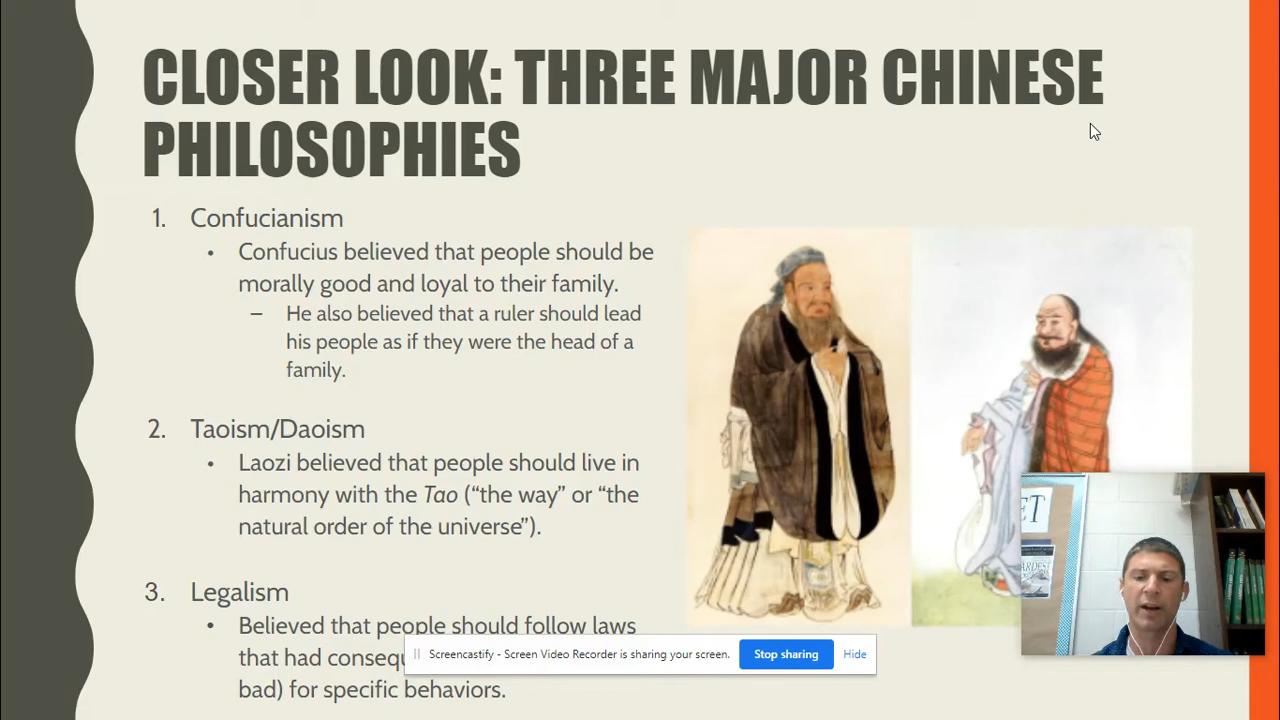 CLOSER LOOK: THREE MAJOR CHINESE
PHILOSOPHIES
1. Confucianism
• Confucius believed that people should be
morally good and loyal to their family.
– He also believed that a ruler should lead
his people as if they were the head of a
family.
2. Taoism/Daoism
• Laozi believed that people should live in
harmony with the Tao (“the way” or “the
natural order of the universe”).
3. Legalism
• Believed that people should follow laws
that had consequ
bad) for specific behaviors.
Screencastify - Screen Video Recorder is sharing your screen.
Stop sharing
Hide
ET
ARDEST